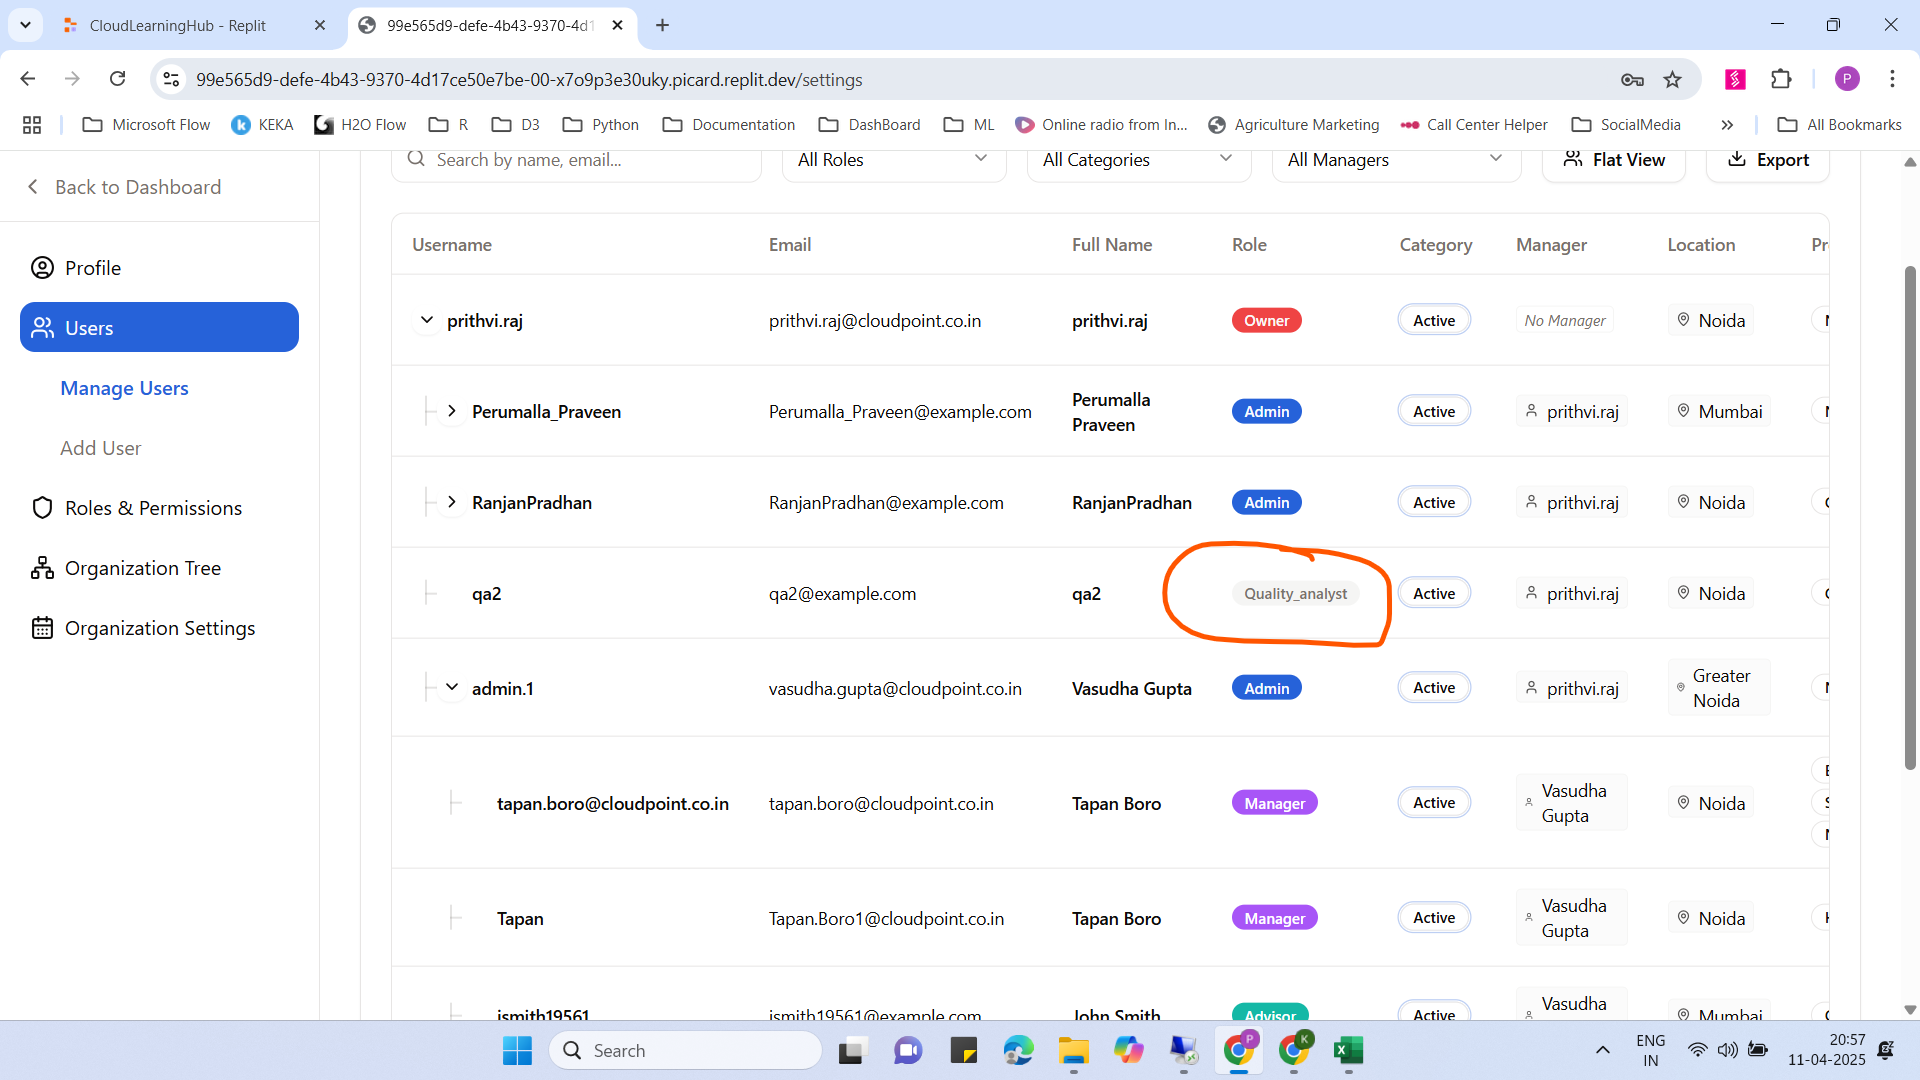 CloudLearningHub - Replit
99e565d9-defe-4b43-9370-4d1
99e565d9-defe-4b43-9370-4d17ce50e7be-00-x7o9p3e30uky.picard.replit.dev/settings
P
Microsoft Flow
KEKA
H2O Flow
R
D3
Python
Documentation
DashBoard
ML
Online radio from In...
Agriculture Marketing
Call Center Helper
SocialMedia
All Bookmarks
Back to Dashboard
Profile
Users
Manage Users
Add User
Roles & Permissions
Organization Tree
Organization Settings
Search by name, email...
All Roles
All Categories
All Managers
Flat View
Export
Username Email Full Name Role Category Manager Location
prithvi.raj prithvi.raj@cloudpoint.co.in prithvi.raj Owner Active No Manager Noida
Perumalla_Praveen Perumalla_Praveen@example.com Perumalla Praveen Admin Active prithvi.raj Mumbai
RanjanPradhan RanjanPradhan@example.com RanjanPradhan Admin Active prithvi.raj Noida
qa2 qa2@example.com qa2 Quality_analyst Active prithvi.raj Noida
admin.1 vasudha.gupta@cloudpoint.co.in Vasudha Gupta Admin Active prithvi.raj Greater Noida
tapan.boro@cloudpoint.co.in tapan.boro@cloudpoint.co.in Tapan Boro Manager Active Vasudha Gupta Noida
Tapan Tapan.Boro1@cloudpoint.co.in Tapan Boro Manager Active Vasudha Gupta Noida
jsmith19561 jsmith19561@example.com John Smith Advisor Active Vasudha Mumbai
Search
P
K
ENG
IN
20:57
11-04-2025